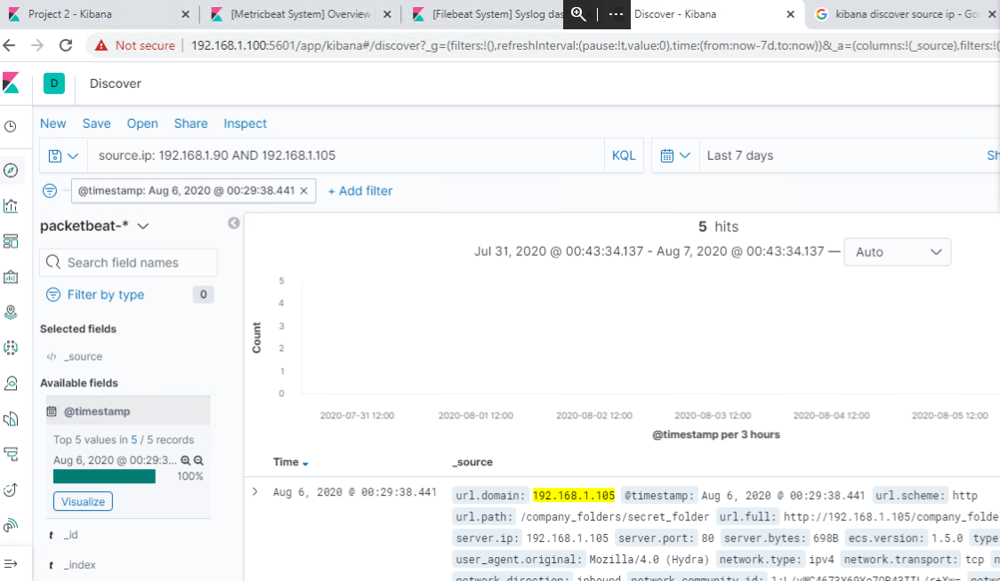 Project 2 - Kibana × [Metricbeat System] Overview × [Filebeat System] Syslog das Discover - Kibana × kibana discover source ip - Go ×
Not secure 192.168.1.100:5601/app/kibana#/discover?_g=(filters:!(),refreshInterval:(pause:!t,value:0),time:(from:now-7d,to:now))&_a=(columns:!(_source),filters:!(
D Discover
New Save Open Share Inspect
source.ip: 192.168.1.90 AND 192.168.1.105 KQL Last 7 days Sh
@timestamp: Aug 6, 2020 @ 00:29:38.441 × + Add filter
packetbeat-*
Search field names
Filter by type 0
Selected fields
</> _source
Available fields
@timestamp
Top 5 values in 5 / 5 records
Aug 6, 2020 @ 00:29:3...
100%
Visualize
t _id
t _index
5 hits
Jul 31, 2020 @ 00:43:34.137 - Aug 7, 2020 @ 00:43:34.137 — Auto
Count
5
4
3
2
1
0
2020-07-31 12:00 2020-08-01 12:00 2020-08-02 12:00 2020-08-03 12:00 2020-08-04 12:00 2020-08-05 12:00
@timestamp per 3 hours
Time _source
Aug 6, 2020 @ 00:29:38.441 url.domain: 192.168.1.105 @timestamp: Aug 6, 2020 @ 00:29:38.441 url.scheme: http
url.path: /company_folders/secret_folder url.full: http://192.168.1.105/company_folde
server.ip: 192.168.1.105 server.port: 80 server.bytes: 698B ecs.version: 1.5.0 type
user_agent.original: Mozilla/4.0 (Hydra) network.type: ipv4 network.transport: tcp n
network.direction: inbound network.community_id: